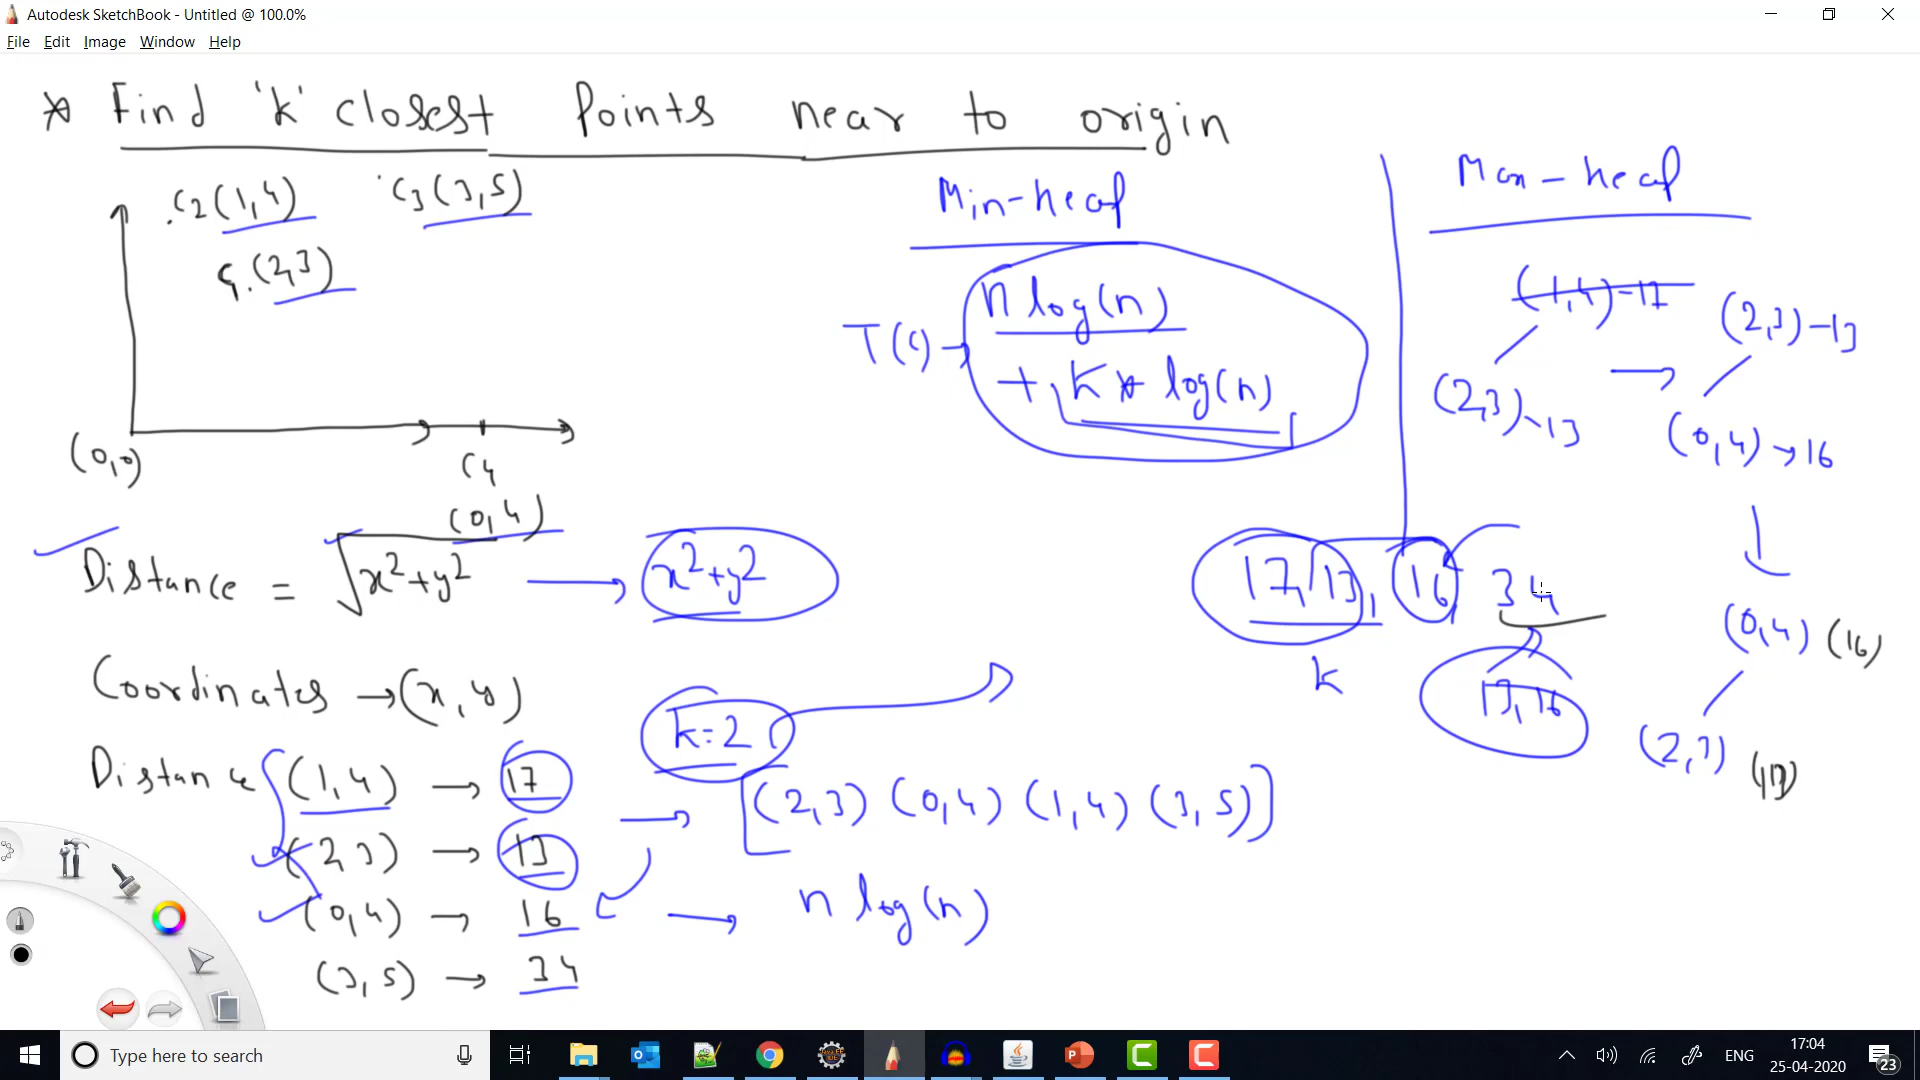 Autodesk SketchBook - Untitled @ 100.0%
File Edit Image Window Help
* Find 'k' closest Points near to origin
C2(1,4) C3(3,5)
C1.(2,3)
(0,0)
C4
(0,4)
Distance = √x²+y² → x²+y²
Coordinates → (x,y)
Distance (1,4) → 17
(2,3) → 13
(0,4) → 16
(3,5) → 34
k=2
→ [(2,3) (0,4) (1,4) (3,5)]
→ n log(n)
Min-heap
T(C) → n log(n)
+ k * log(n)
Max-heap
(1,4)-17
(2,3)-13
→
(2,3)-13
(0,4)→16
17, 13, 16 34
k
13,16
(0,4) (16)
(2,3) (13)
Type here to search
ENG
17:04
25-04-2020
23